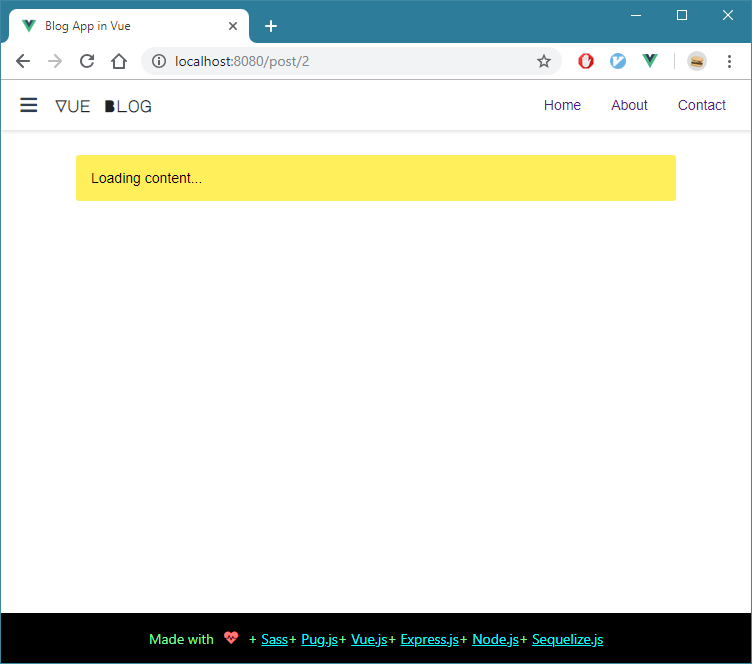 Blog App in Vue
localhost:8080/post/2
VUE BLOG
Home About Contact
Loading content...
Made with + Sass+ Pug.js+ Vue.js+ Express.js+ Node.js+ Sequelize.js